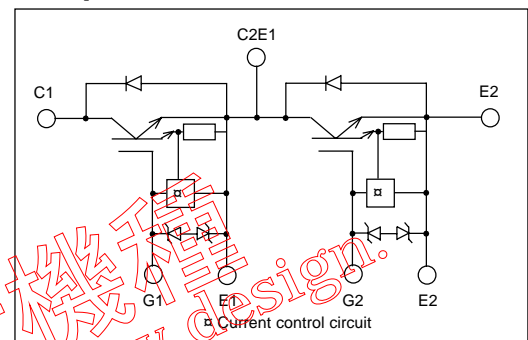 C2E1
C1
E2
¤
¤
G1
E1
G2
E2
¤ Current control circuit
機種
design.